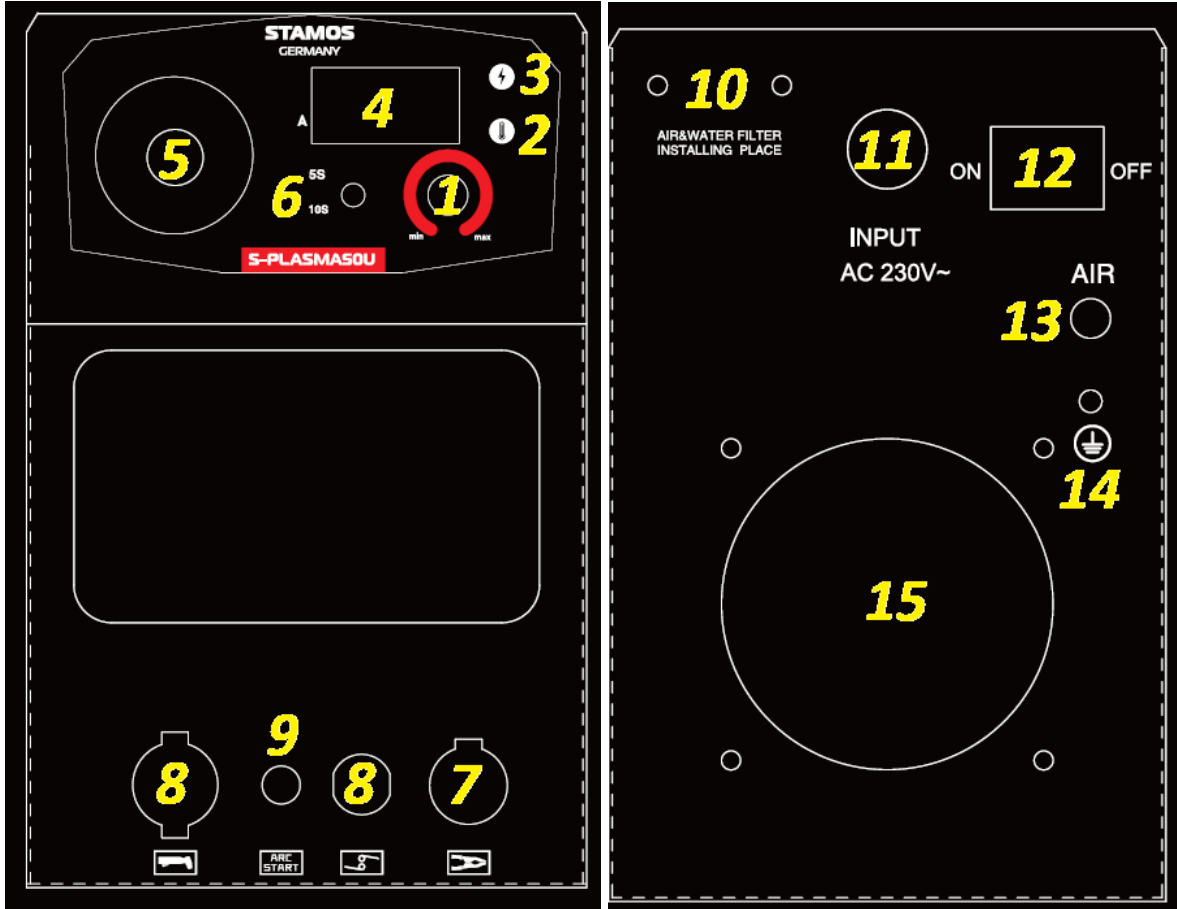 STAMOS
GERMANY
3
4
A
2
5
5S
6
10S
1
min max
S-PLASMA50U
9
8 8 7
ARC
START
10
AIR&WATER FILTER
INSTALLING PLACE
11
ON 12 OFF
INPUT
AC 230V~
AIR
13
14
15